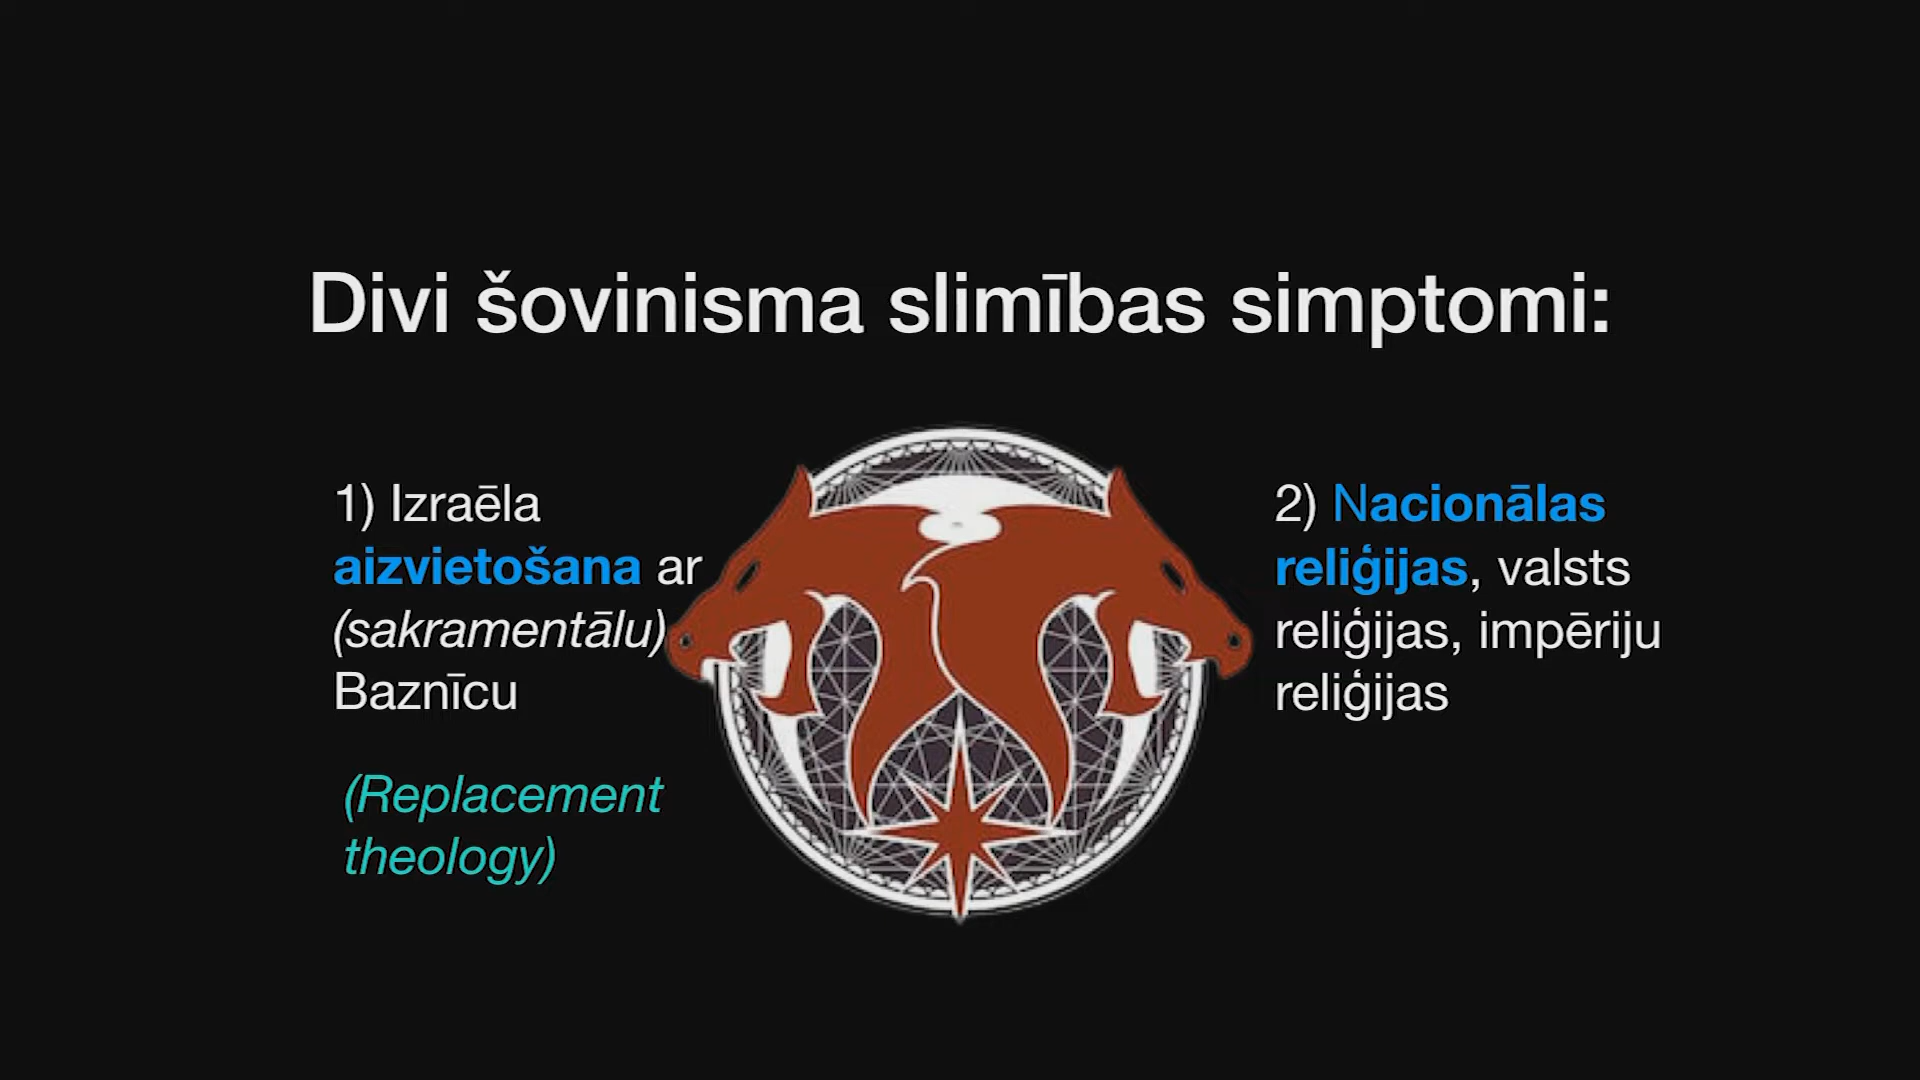 Divi šovinisma slimības simptomi:
1) Izraēla
aizvietošana ar
(sakramentālu)
Baznīcu
(Replacement
theology)
2) Nacionālas
reliģijas, valsts
reliģijas, impēriju
reliģijas